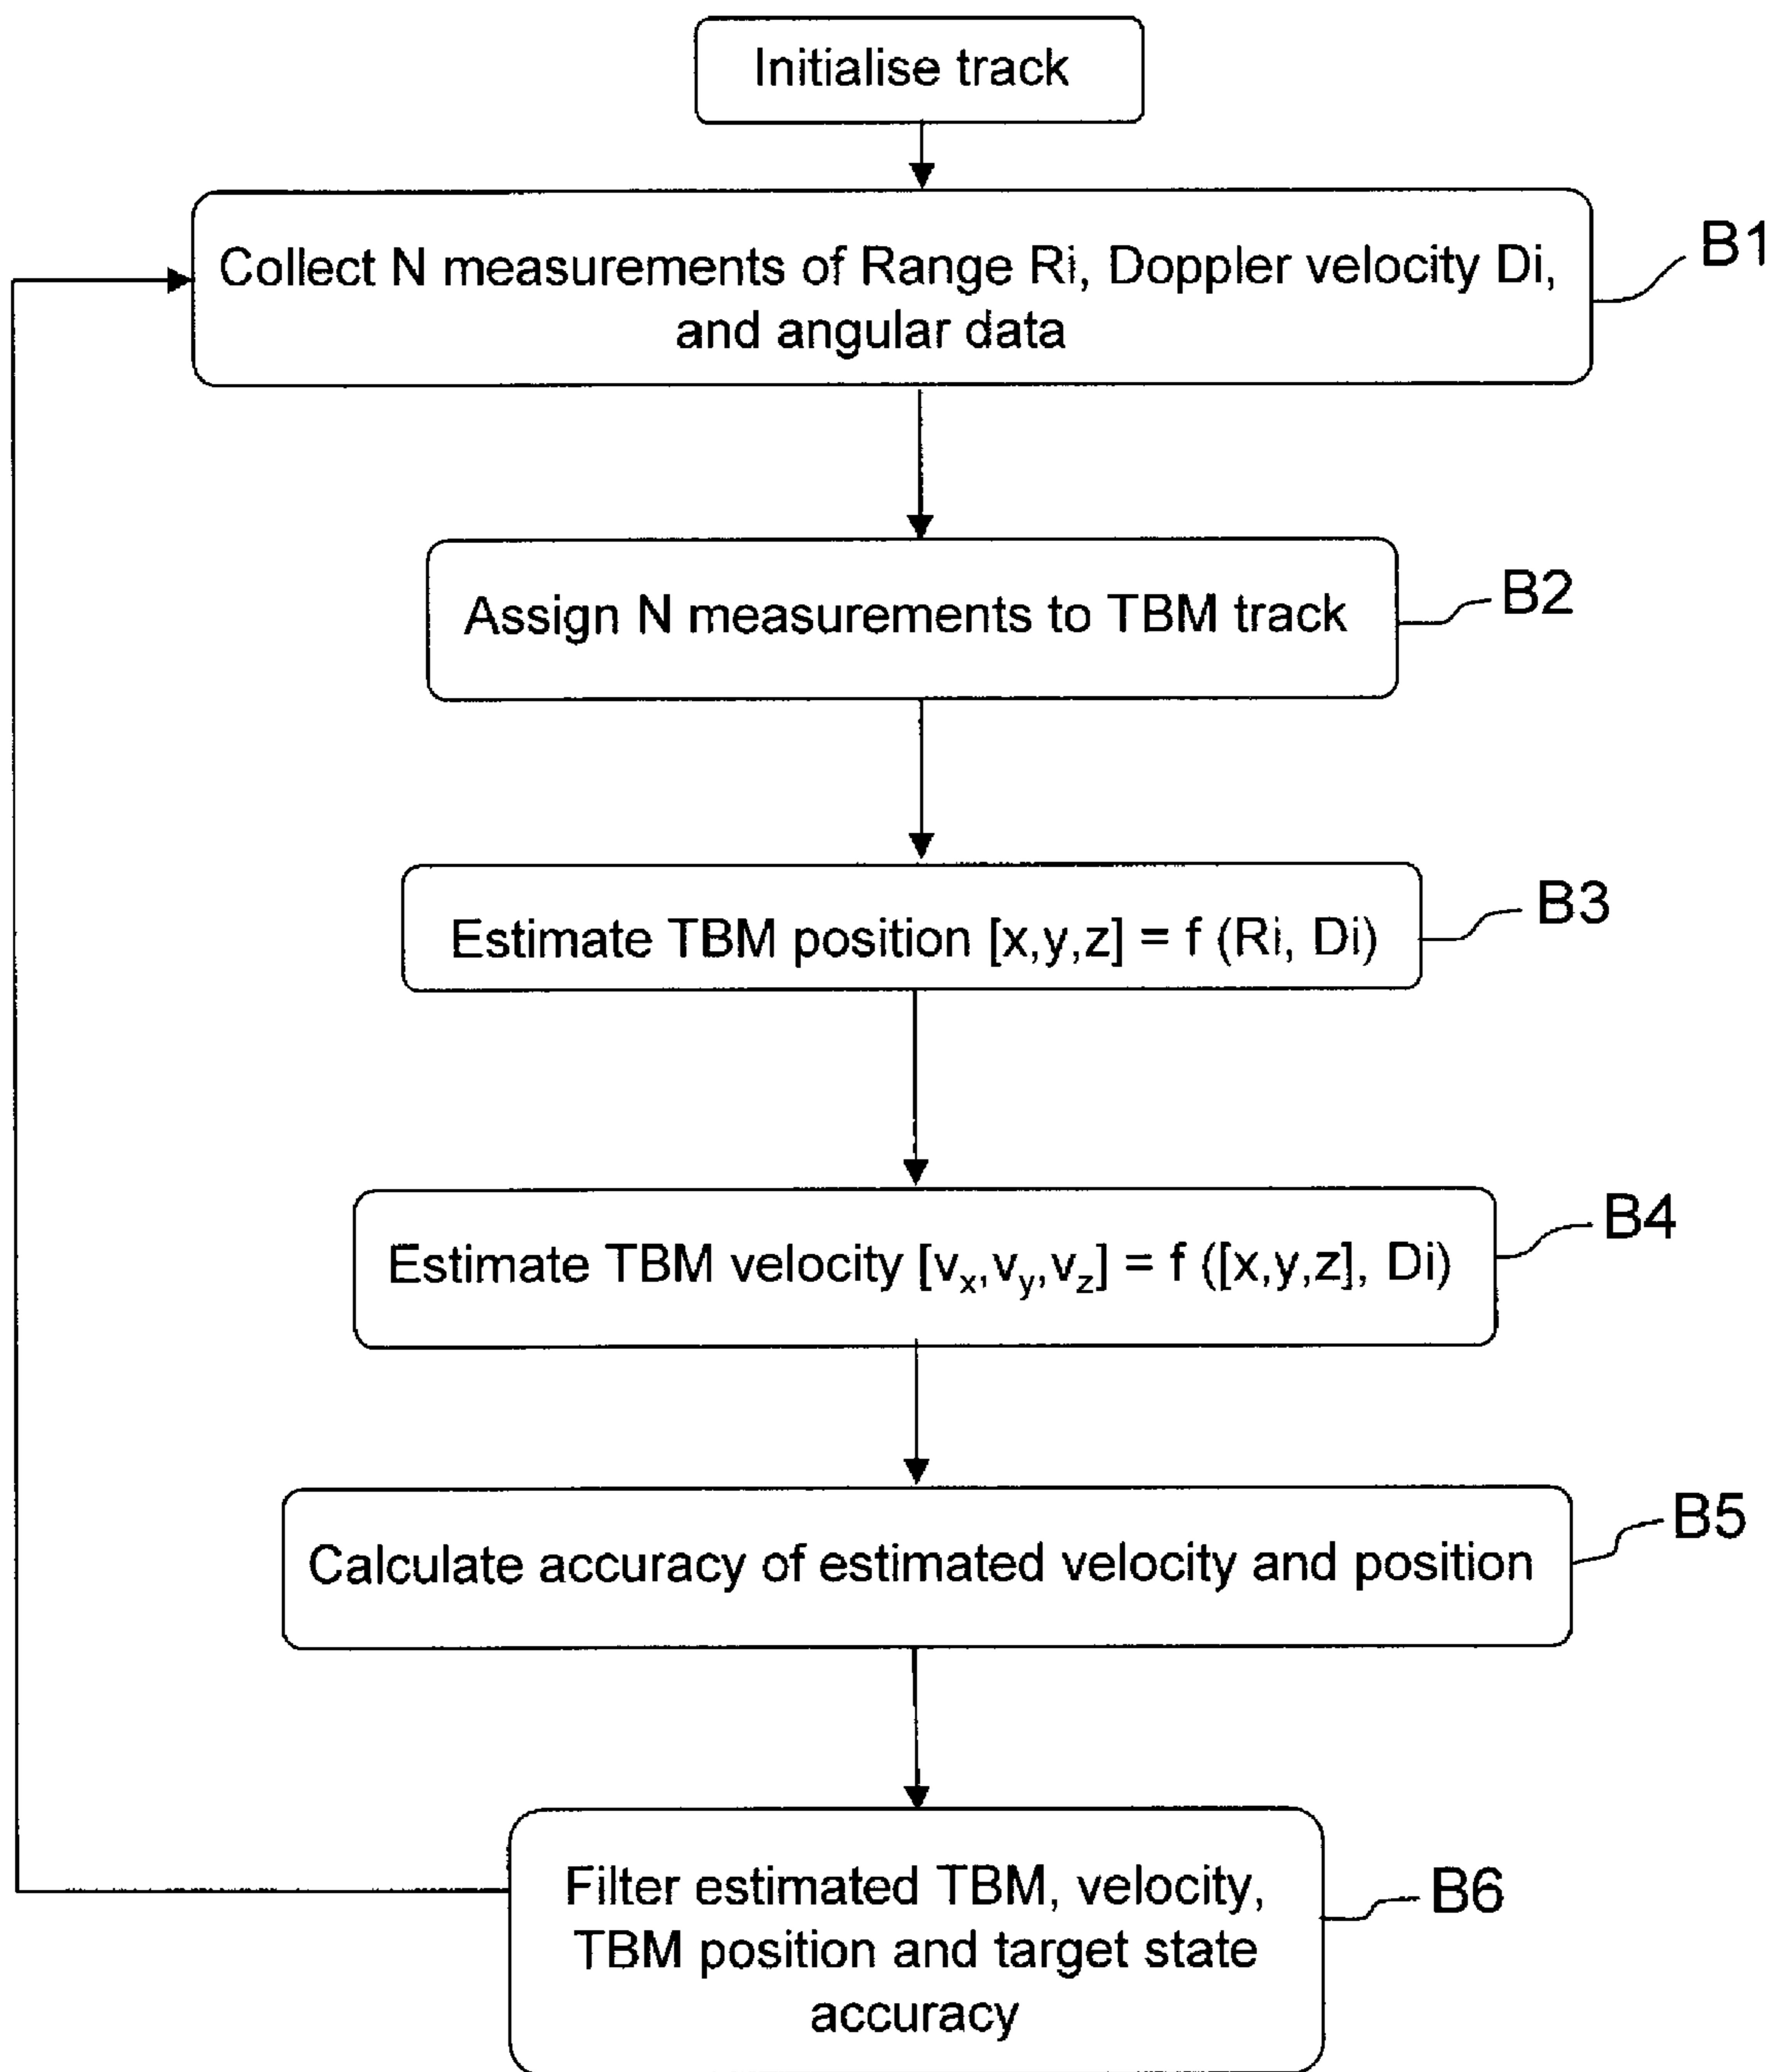 Initialise track
Collect N measurements of Range Ri, Doppler velocity Di,
and angular data
B1
Assign N measurements to TBM track
B2
Estimate TBM position [x,y,z] = f (Ri, Di)
B3
Estimate TBM velocity [vx,vy,vz] = f ([x,y,z], Di)
B4
Calculate accuracy of estimated velocity and position
B5
Filter estimated TBM, velocity,
TBM position and target state
accuracy
B6